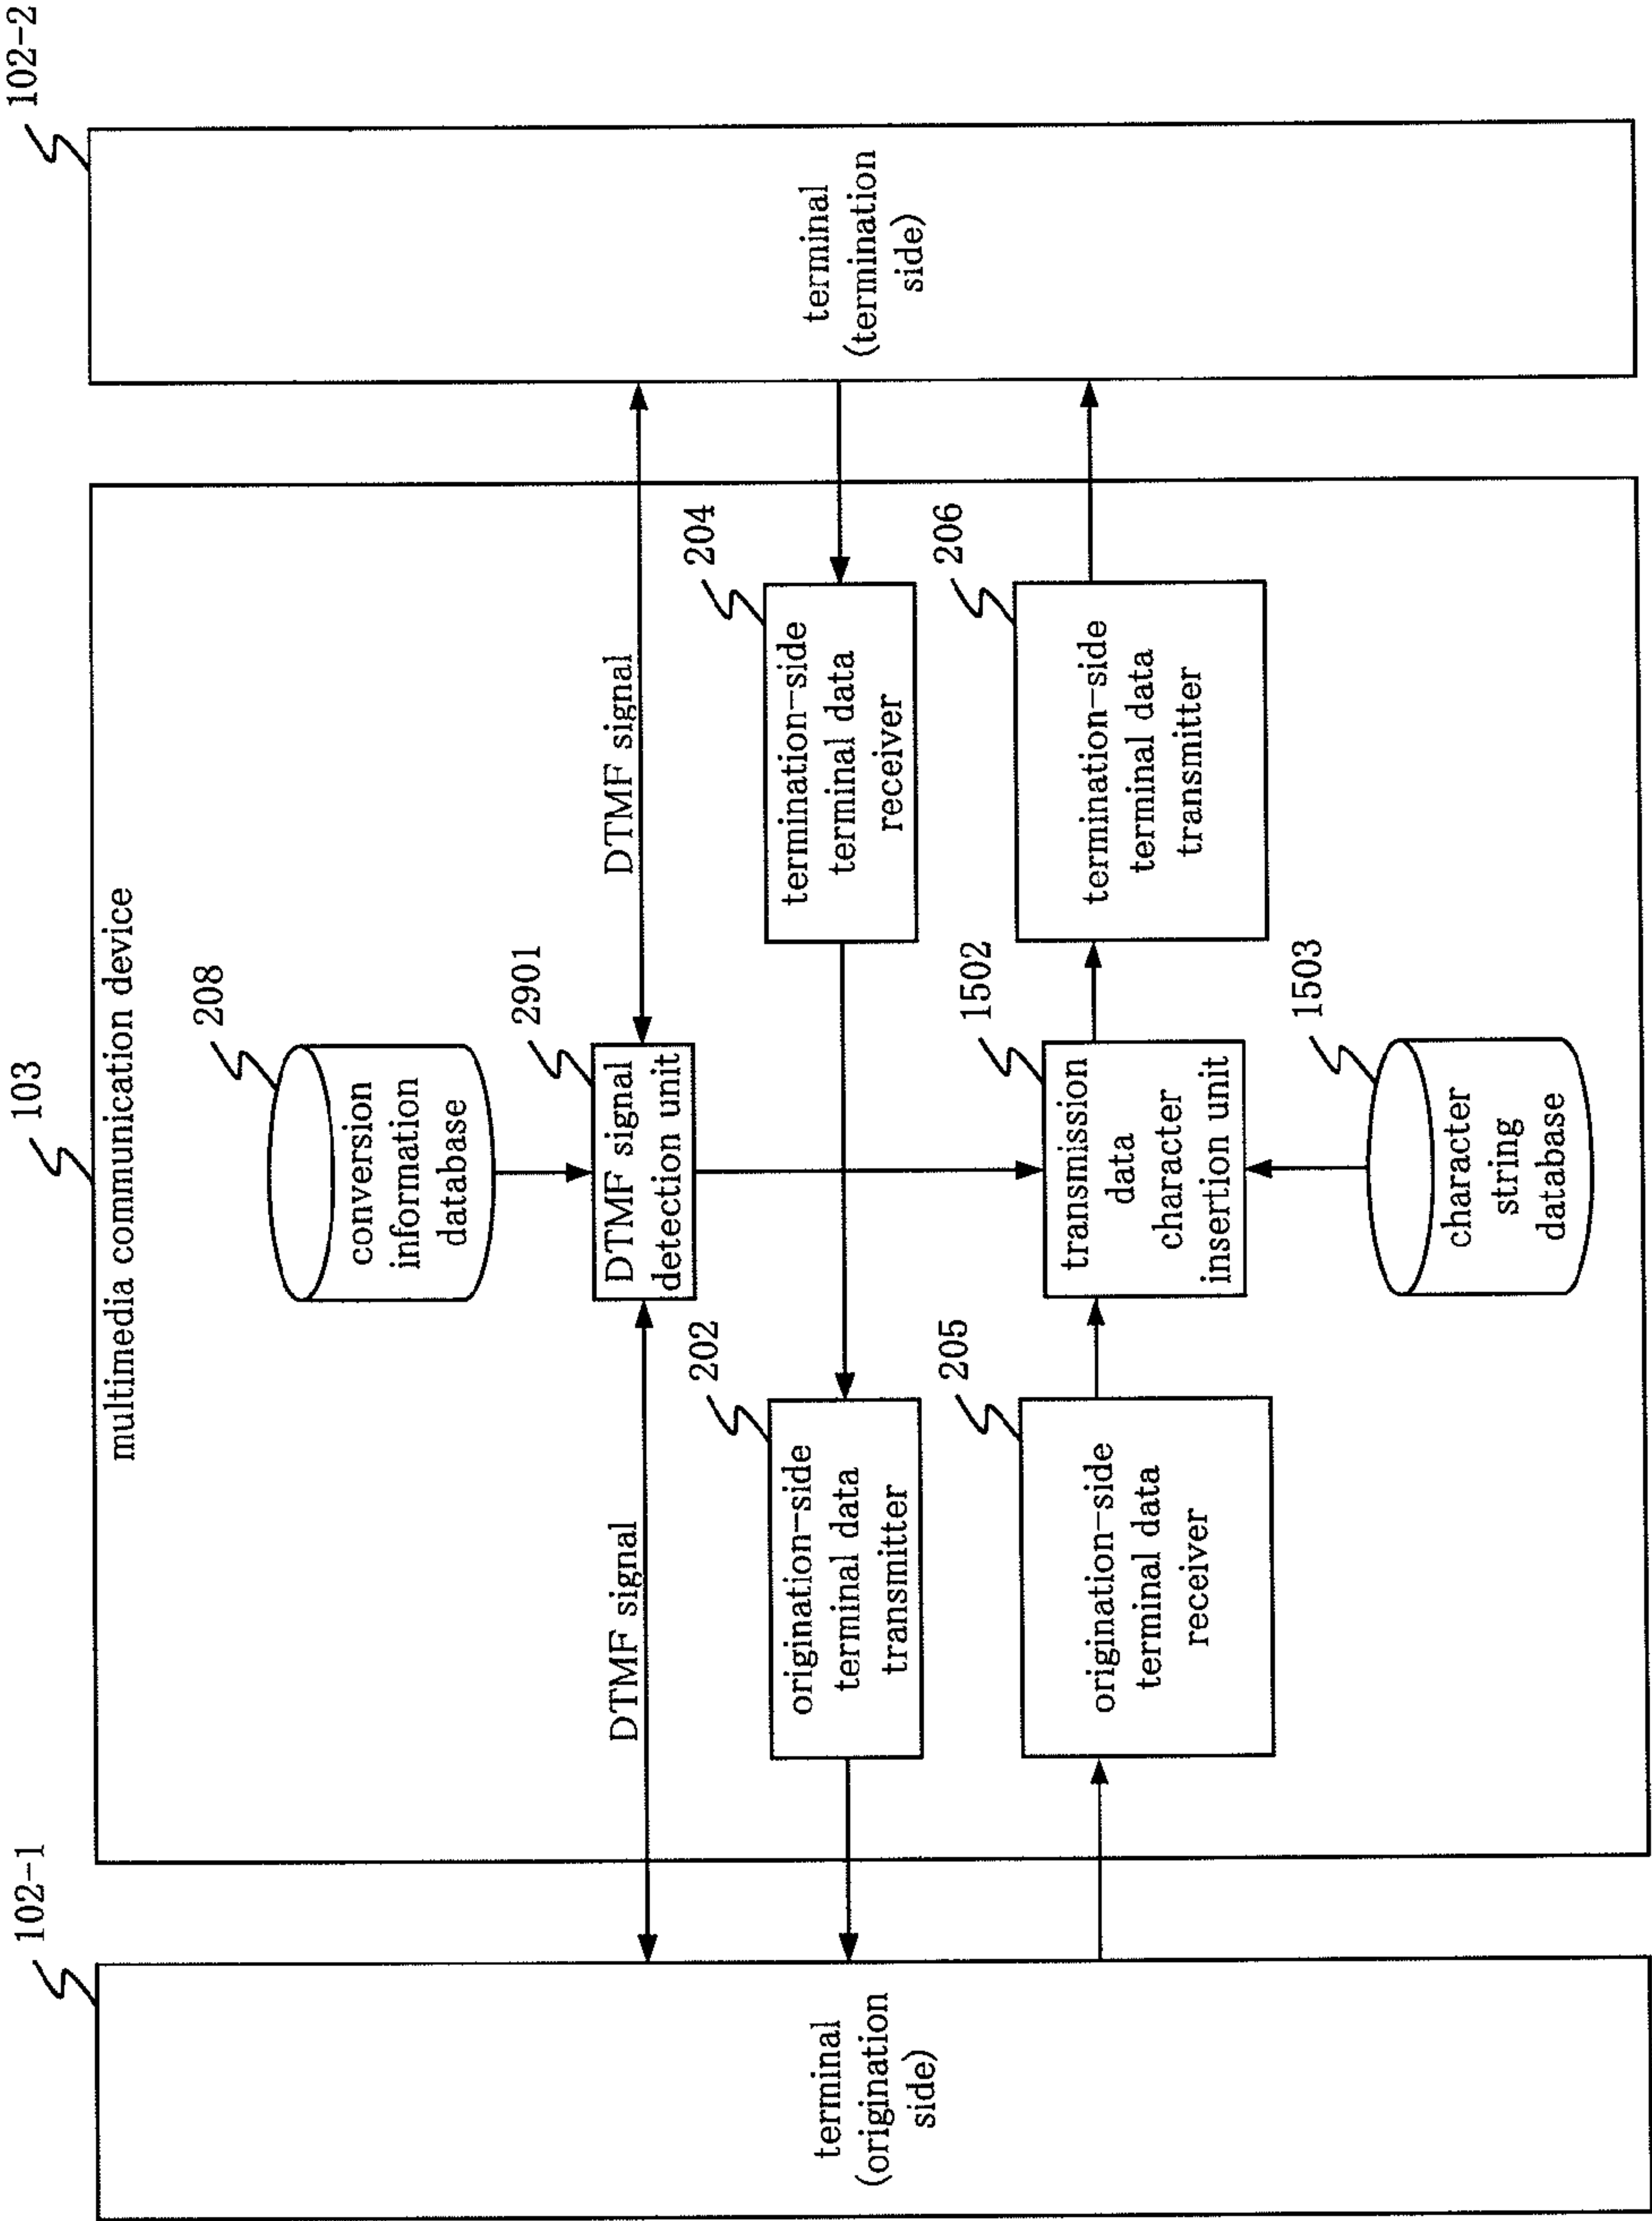 102-1
103
102-2
multimedia communication device
208
conversion
information
database
2901
DTMF signal
detection unit
DTMF signal
DTMF signal
202
origination-side
terminal data
transmitter
204
termination-side
terminal data
receiver
terminal
(origination
side)
terminal
(termination
side)
205
origination-side
terminal data
receiver
1502
transmission
data
character
insertion unit
206
termination-side
terminal data
transmitter
1503
character
string
database